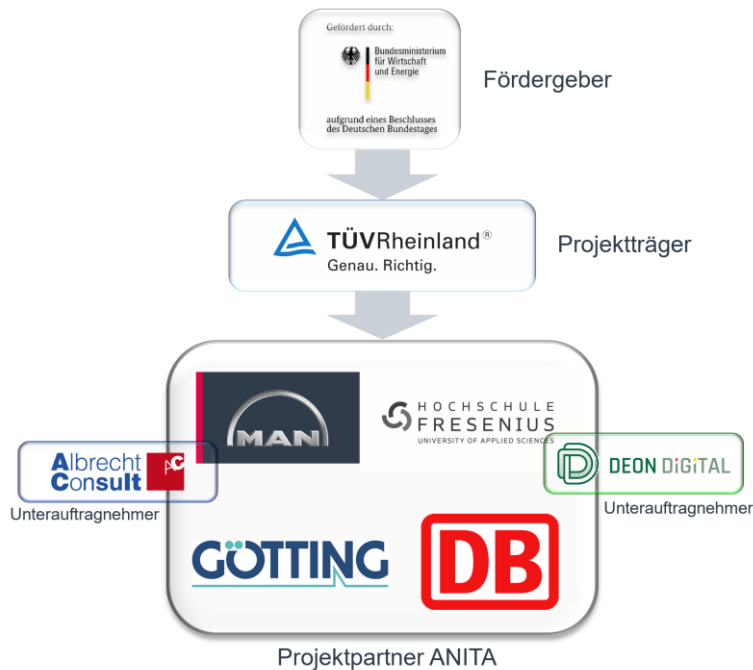 Gefördert durch:
Bundesministerium
für Wirtschaft
und Energie
aufgrund eines Beschlusses
des Deutschen Bundestages
Fördergeber
TÜVRheinland®
Genau. Richtig.
Projektträger
MAN
HOCHSCHULE
FRESENIUS
UNIVERSITY OF APPLIED SCIENCES
Albrecht
Consult
AC
Unterauftragnehmer
DEON DiGiTAL
Unterauftragnehmer
GÖTTING
DB
Projektpartner ANITA